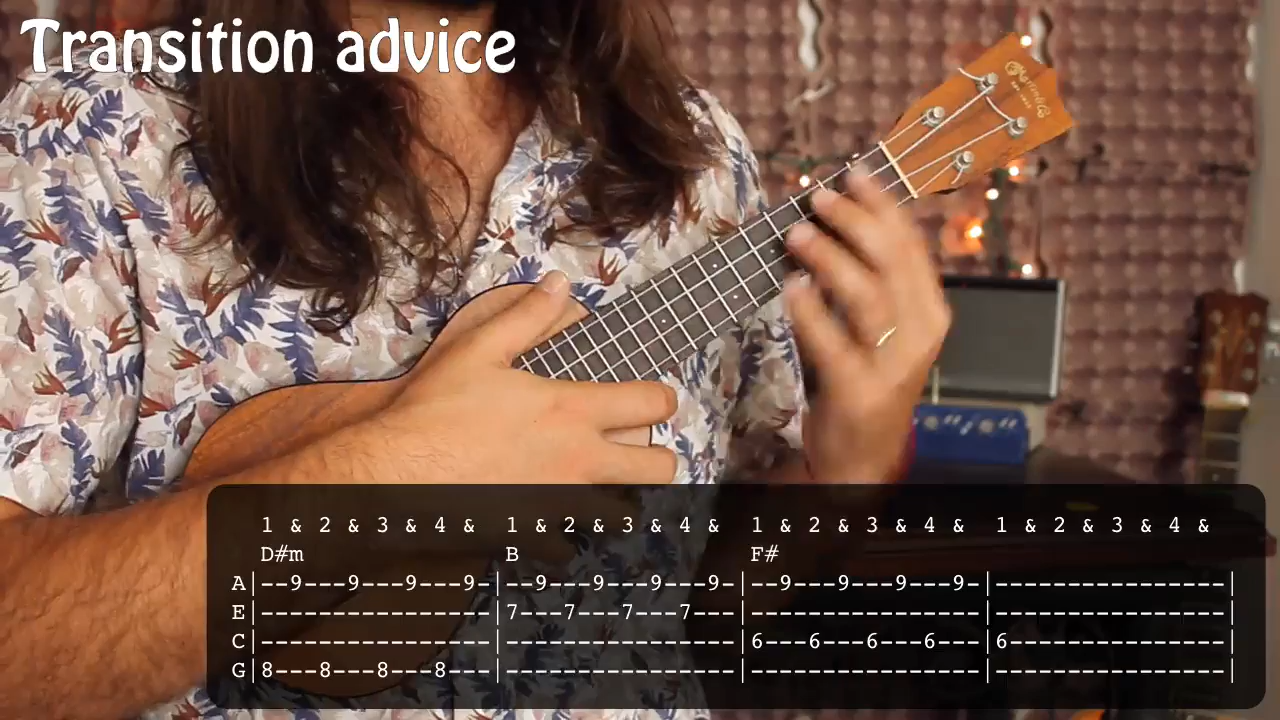 Transition advice
1 & 2 & 3 & 4 & 1 & 2 & 3 & 4 & 1 & 2 & 3 & 4 & 1 & 2 & 3 & 4 &
D#m B F#
A|--9---9---9---9-|--9---9---9---9-|--9---9---9---9-|----------------|
E|----------------|7---7---7---7---|----------------|----------------|
C|----------------|----------------|6---6---6---6---|6---------------|
G|8---8---8---8---|----------------|----------------|----------------|